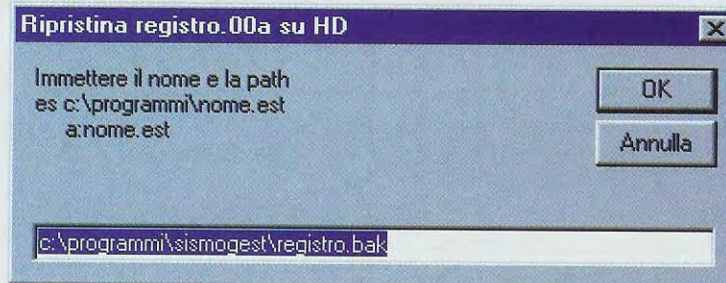 Ripristina registro.00a su HD
Immettere il nome e la path
es c:\programmi\nome.est
a:nome.est
OK
Annulla
c:\programmi\sismogest\registro.bak